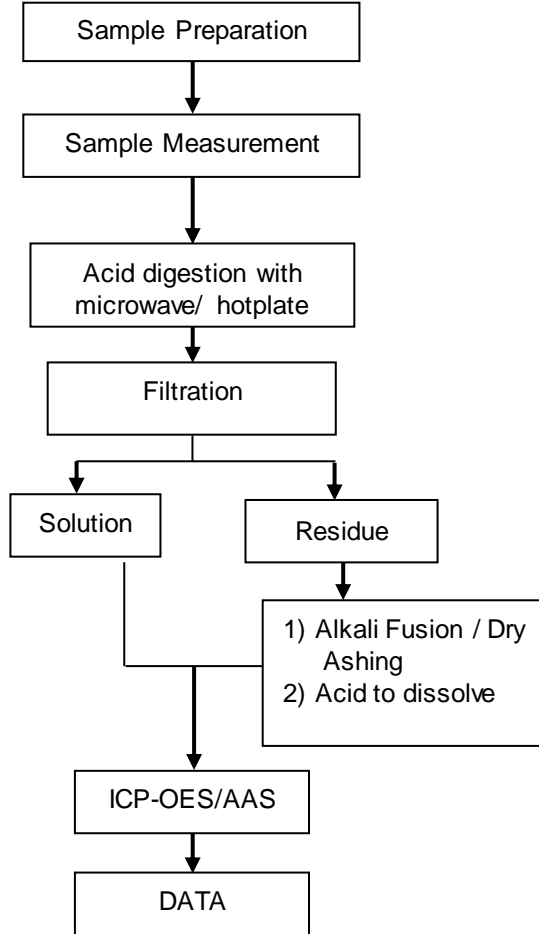 Sample Preparation
Sample Measurement
Acid digestion with
microwave/ hotplate
Filtration
Solution
Residue
1) Alkali Fusion / Dry
Ashing
2) Acid to dissolve
ICP-OES/AAS
DATA